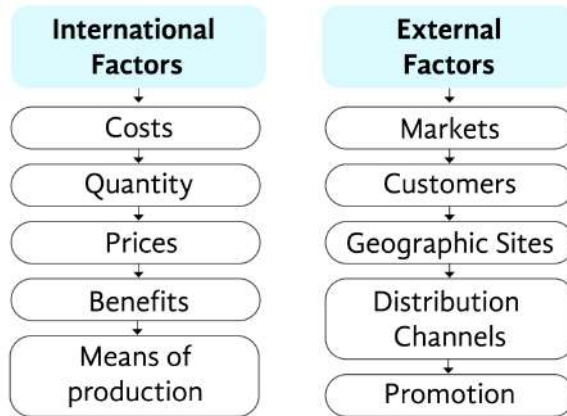 International
Factors
Costs
Quantity
Prices
Benefits
Means of
production
External
Factors
Markets
Customers
Geographic Sites
Distribution
Channels
Promotion